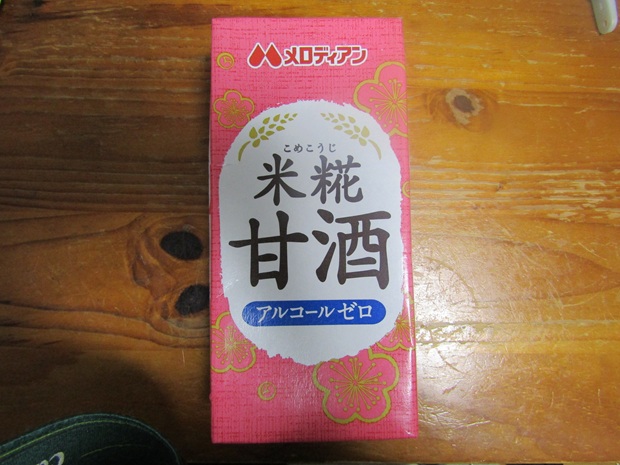 メロディアン
こめこうじ
米糀
甘酒
アルコールゼロ